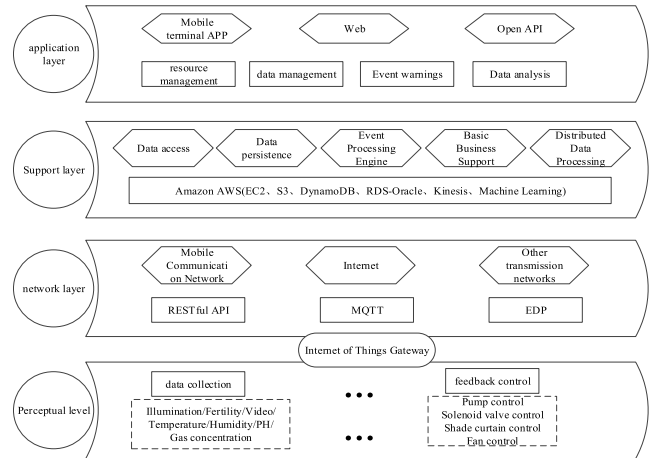 application
layer
Mobile
terminal APP
Web
Open API
resource
management
data management
Event warnings
Data analysis
Support layer
Data access
Data
persistence
Event
Processing
Engine
Basic
Business
Support
Distributed
Data
Processing
Amazon AWS(EC2、S3、DynamoDB、RDS-Oracle、Kinesis、Machine Learning)
network layer
Mobile
Communicati
on Network
Internet
Other
transmission
networks
RESTful API
MQTT
EDP
Internet of Things Gateway
Perceptual level
data collection
Illumination/Fertility/Video/
Temperature/Humidity/PH/
Gas concentration
feedback control
Pump control
Solenoid valve control
Shade curtain control
Fan control